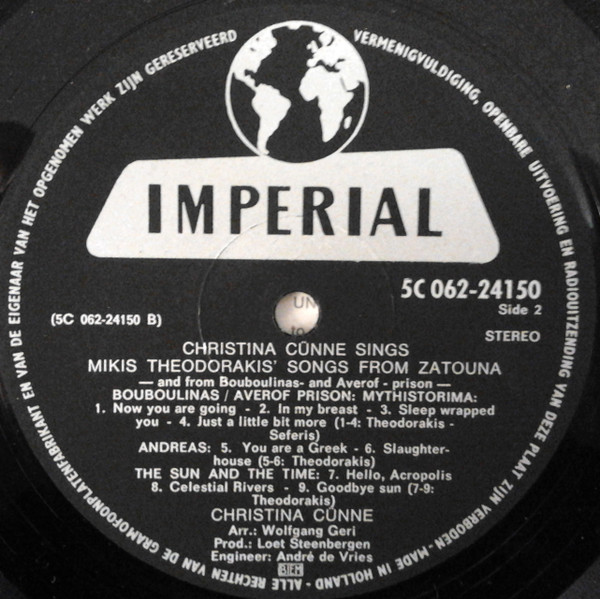 ALLE RECHTEN VAN DE GRAMOFOONPLATENFABRIKANT EN VAN DE EIGENAAR VAN HET OPGENOMEN WERK ZIJN GERESERVEERD
VERMENIGVULDIGING, OPENBARE UITVOERING EN RADIOUITZENDING VAN DEZE PLAAT ZIJN VERBODEN - MADE IN HOLLAND -
IMPERIAL
5C 062-24150
Side 2
(5C 062-24150 B)
STEREO
UN
to
CHRISTINA CÜNNE SINGS
MIKIS THEODORAKIS' SONGS FROM ZATOUNA
— and from Bouboulinas- and Averof - prison —
BOUBOULINAS / AVEROF PRISON: MYTHISTORIMA:
1. Now you are going - 2. In my breast - 3. Sleep wrapped
you - 4. Just a little bit more (1-4: Theodorakis -
Seferis)
ANDREAS: 5. You are a Greek - 6. Slaughter-
house (5-6: Theodorakis)
THE SUN AND THE TIME: 7. Hello, Acropolis
8. Celestial Rivers - 9. Goodbye sun (7-9:
Theodorakis)
CHRISTINA CÜNNE
Arr.: Wolfgang Geri
Prod.: Loet Steenbergen
Engineer: André de Vries
BIEM